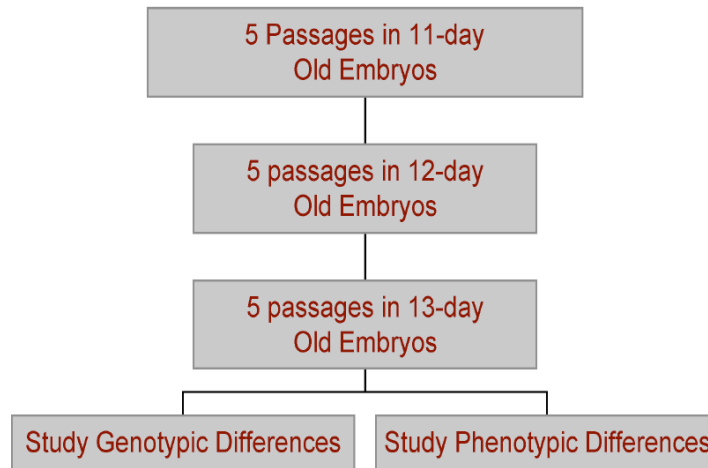 5 Passages in 11-day
Old Embryos
5 passages in 12-day
Old Embryos
5 passages in 13-day
Old Embryos
Study Genotypic Differences
Study Phenotypic Differences